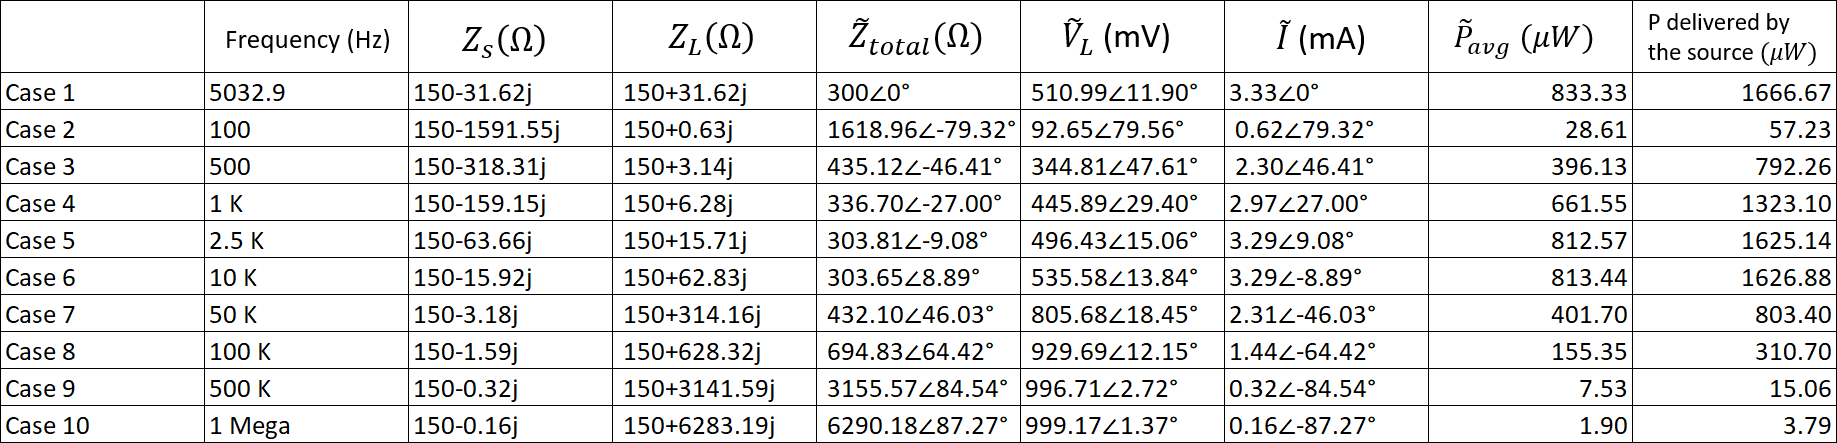 Frequency (Hz) Z_s(Ω) Z_L(Ω) Z̃_total(Ω) Ṽ_L (mV) Ĩ (mA) P̃_avg (μW) P delivered by the source (μW)
Case 1 5032.9 150-31.62j 150+31.62j 300∠0° 510.99∠11.90° 3.33∠0° 833.33 1666.67
Case 2 100 150-1591.55j 150+0.63j 1618.96∠-79.32° 92.65∠79.56° 0.62∠79.32° 28.61 57.23
Case 3 500 150-318.31j 150+3.14j 435.12∠-46.41° 344.81∠47.61° 2.30∠46.41° 396.13 792.26
Case 4 1 K 150-159.15j 150+6.28j 336.70∠-27.00° 445.89∠29.40° 2.97∠27.00° 661.55 1323.10
Case 5 2.5 K 150-63.66j 150+15.71j 303.81∠-9.08° 496.43∠15.06° 3.29∠9.08° 812.57 1625.14
Case 6 10 K 150-15.92j 150+62.83j 303.65∠8.89° 535.58∠13.84° 3.29∠-8.89° 813.44 1626.88
Case 7 50 K 150-3.18j 150+314.16j 432.10∠46.03° 805.68∠18.45° 2.31∠-46.03° 401.70 803.40
Case 8 100 K 150-1.59j 150+628.32j 694.83∠64.42° 929.69∠12.15° 1.44∠-64.42° 155.35 310.70
Case 9 500 K 150-0.32j 150+3141.59j 3155.57∠84.54° 996.71∠2.72° 0.32∠-84.54° 7.53 15.06
Case 10 1 Mega 150-0.16j 150+6283.19j 6290.18∠87.27° 999.17∠1.37° 0.16∠-87.27° 1.90 3.79